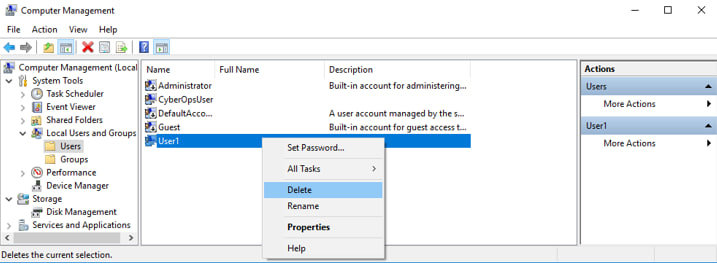 Computer Management
File Action View Help
Computer Management (Local
System Tools
Task Scheduler
Event Viewer
Shared Folders
Local Users and Groups
Users
Groups
Performance
Device Manager
Storage
Disk Management
Services and Applications
Name Full Name Description
Administrator Built-in account for administering...
CyberOpsUser
DefaultAcco... A user account managed by the s...
Guest Built-in account for guest access t...
User1
Set Password...
All Tasks
Delete
Rename
Properties
Help
Actions
Users
More Actions
User1
More Actions
Deletes the current selection.